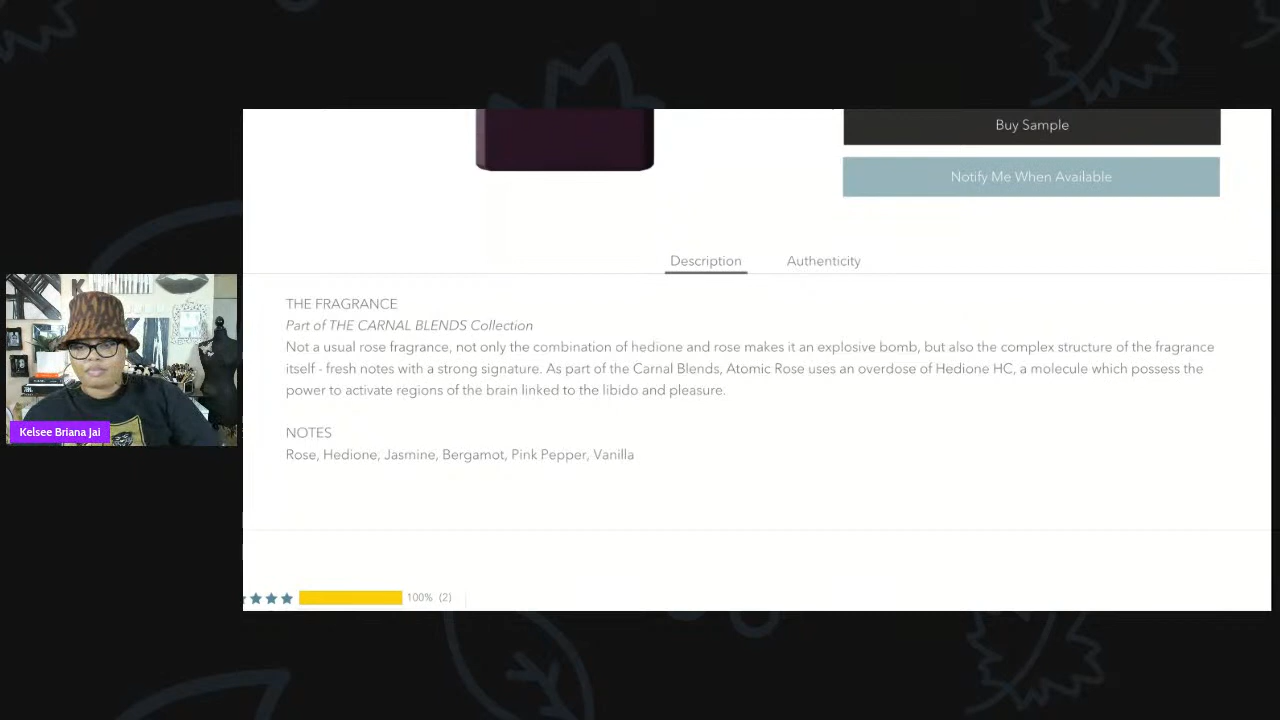 Buy Sample
Notify Me When Available
Description
Authenticity
THE FRAGRANCE
Part of THE CARNAL BLENDS Collection
Not a usual rose fragrance, not only the combination of hedione and rose makes it an explosive bomb, but also the complex structure of the fragrance
itself - fresh notes with a strong signature. As part of the Carnal Blends, Atomic Rose uses an overdose of Hedione HC, a molecule which possess the
power to activate regions of the brain linked to the libido and pleasure.
NOTES
Rose, Hedione, Jasmine, Bergamot, Pink Pepper, Vanilla
100% (2)
K
Kelsee Briana Jai